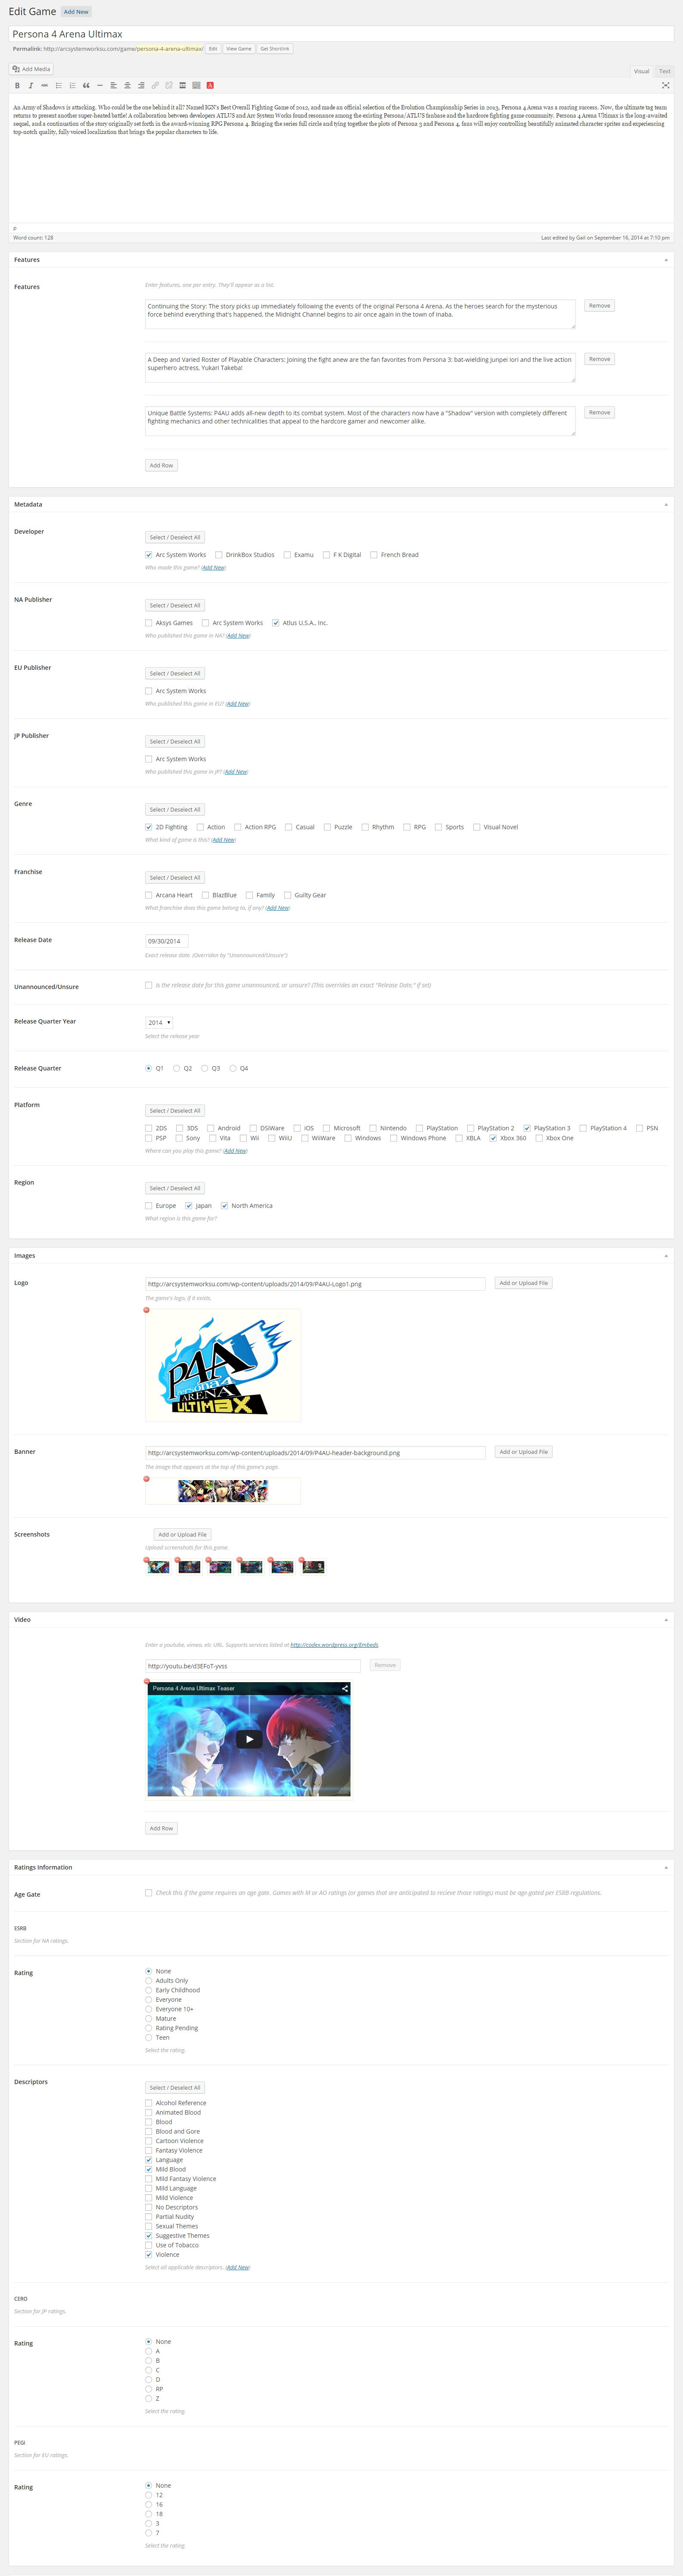 Edit Game Add New
Persona 4 Arena Ultimax
Permalink: http://arcsystemworksu.com/game/persona-4-arena-ultimax/ Edit View Game Get Shortlink
Add Media
Visual Text
An Army of Shadows is attacking. Who could be the one behind it all? Named IGN's Best Overall Fighting Game of 2012, and made an official selection of the Evolution Championship Series in 2013, Persona 4 Arena was a roaring success. Now, the ultimate tag team
returns to present another super-heated battle! A collaboration between developers ATLUS and Arc System Works found resonance among the existing Persona/ATLUS fanbase and the hardcore fighting game community. Persona 4 Arena Ultimax is the long-awaited
sequel, and a continuation of the story originally set forth in the award-winning RPG Persona 4. Bringing the series full circle and tying together the plots of Persona 3 and Persona 4, fans will enjoy controlling beautifully animated character sprites and experiencing
top-notch quality, fully voiced localization that brings the popular characters to life.
p
Word count: 128 Last edited by Gail on September 16, 2014 at 7:10 pm
Features
Features
Enter features, one per entry. They'll appear as a list.
Continuing the Story: The story picks up immediately following the events of the original Persona 4 Arena. As the heroes search for the mysterious
force behind everything that's happened, the Midnight Channel begins to air once again in the town of Inaba.
Remove
A Deep and Varied Roster of Playable Characters: Joining the fight anew are the fan favorites from Persona 3: bat-wielding Junpei Iori and the live action
superhero actress, Yukari Takeba!
Remove
Unique Battle Systems: P4AU adds all-new depth to its combat system. Most of the characters now have a "Shadow" version with completely different
fighting mechanics and other technicalities that appeal to the hardcore gamer and newcomer alike.
Remove
Add Row
Metadata
Developer
Select / Deselect All
Arc System Works DrinkBox Studios Examu F K Digital French Bread
Who made this game? (Add New)
NA Publisher
Select / Deselect All
Aksys Games Arc System Works Atlus U.S.A., Inc.
Who published this game in NA? (Add New)
EU Publisher
Select / Deselect All
Arc System Works
Who published this game in EU? (Add New)
JP Publisher
Select / Deselect All
Arc System Works
Who published this game in JP? (Add New)
Genre
Select / Deselect All
2D Fighting Action Action RPG Casual Puzzle Rhythm RPG Sports Visual Novel
What kind of game is this? (Add New)
Franchise
Select / Deselect All
Arcana Heart BlazBlue Family Guilty Gear
What franchise does this game belong to, if any? (Add New)
Release Date
09/30/2014
Exact release date. (Overriden by "Unannounced/Unsure")
Unannounced/Unsure
Is the release date for this game unannounced, or unsure? (This overrides an exact "Release Date," if set)
Release Quarter Year
2014
Select the release year
Release Quarter
Q1 Q2 Q3 Q4
Platform
Select / Deselect All
2DS 3DS Android DSiWare iOS Microsoft Nintendo PlayStation PlayStation 2 PlayStation 3 PlayStation 4 PSN
PSP Sony Vita Wii WiiU WiiWare Windows Windows Phone XBLA Xbox 360 Xbox One
Where can you play this game? (Add New)
Region
Select / Deselect All
Europe Japan North America
What region is this game for?
Images
Logo
http://arcsystemworksu.com/wp-content/uploads/2014/09/P4AU-Logo1.png Add or Upload File
The game's logo, if it exists.
P4A
ARENA
ULTIMAX
Banner
http://arcsystemworksu.com/wp-content/uploads/2014/09/P4AU-header-background.png Add or Upload File
The image that appears at the top of this game's page.
Screenshots
Add or Upload File
Upload screenshots for this game.
Video
Enter a youtube, vimeo, etc URL. Supports services listed at http://codex.wordpress.org/Embeds.
http://youtu.be/d3EFoT-yvss Remove
Persona 4 Arena Ultimax Teaser
Add Row
Ratings Information
Age Gate
Check this if the game requires an age gate. Games with M or AO ratings (or games that are anticipated to recieve those ratings) must be age-gated per ESRB regulations.
ESRB
Section for NA ratings.
Rating
None
Adults Only
Early Childhood
Everyone
Everyone 10+
Mature
Rating Pending
Teen
Select the rating.
Descriptors
Select / Deselect All
Alcohol Reference
Animated Blood
Blood
Blood and Gore
Cartoon Violence
Fantasy Violence
Language
Mild Blood
Mild Fantasy Violence
Mild Language
Mild Violence
No Descriptors
Partial Nudity
Sexual Themes
Suggestive Themes
Use of Tobacco
Violence
Select all applicable descriptors. (Add New)
CERO
Section for JP ratings.
Rating
None
A
B
C
D
RP
Z
Select the rating.
PEGI
Section for EU ratings.
Rating
None
12
16
18
3
7
Select the rating.